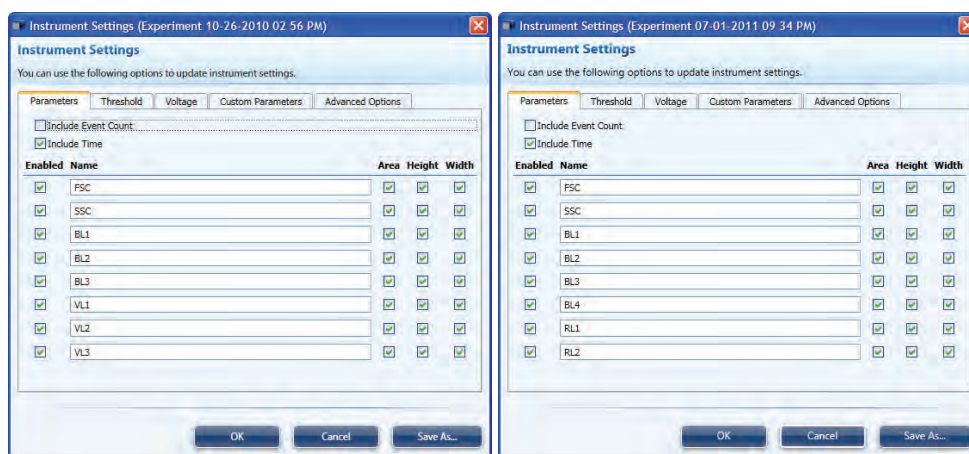 Instrument Settings (Experiment 10-26-2010 02 56 PM)
Instrument Settings
You can use the following options to update instrument settings.
Parameters Threshold Voltage Custom Parameters Advanced Options
Include Event Count
Include Time
Enabled Name Area Height Width
FSC
SSC
BL1
BL2
BL3
VL1
VL2
VL3
OK Cancel Save As...
Instrument Settings (Experiment 07-01-2011 09 34 PM)
Instrument Settings
You can use the following options to update instrument settings.
Parameters Threshold Voltage Custom Parameters Advanced Options
Include Event Count
Include Time
Enabled Name Area Height Width
FSC
SSC
BL1
BL2
BL3
BL4
RL1
RL2
OK Cancel Save As...